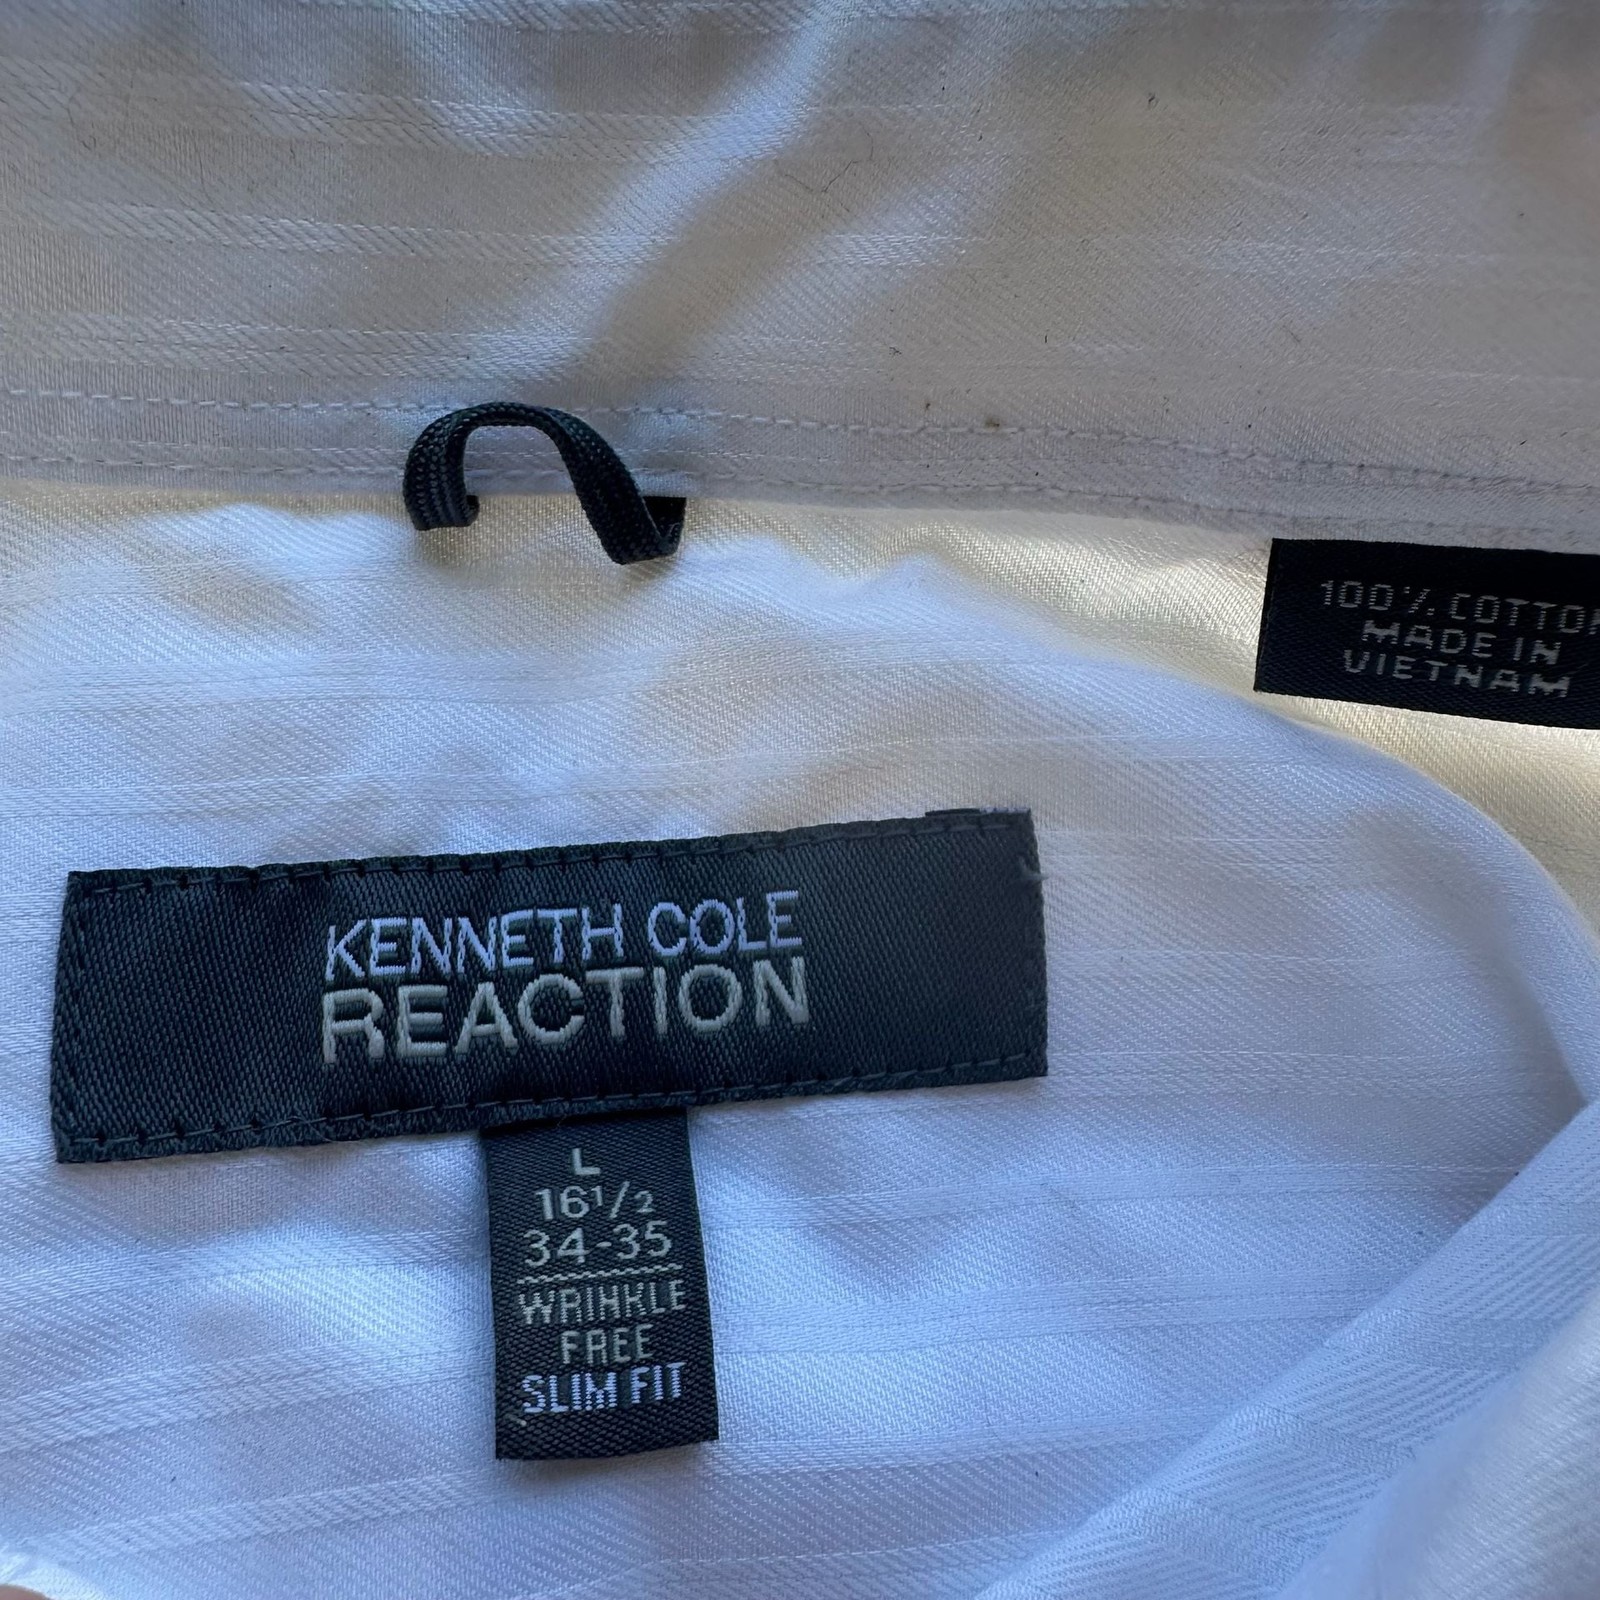 100% COTTON
MADE IN
VIETNAM
KENNETH COLE
REACTION
L
16 1/2
34-35
WRINKLE
FREE
SLIM FIT